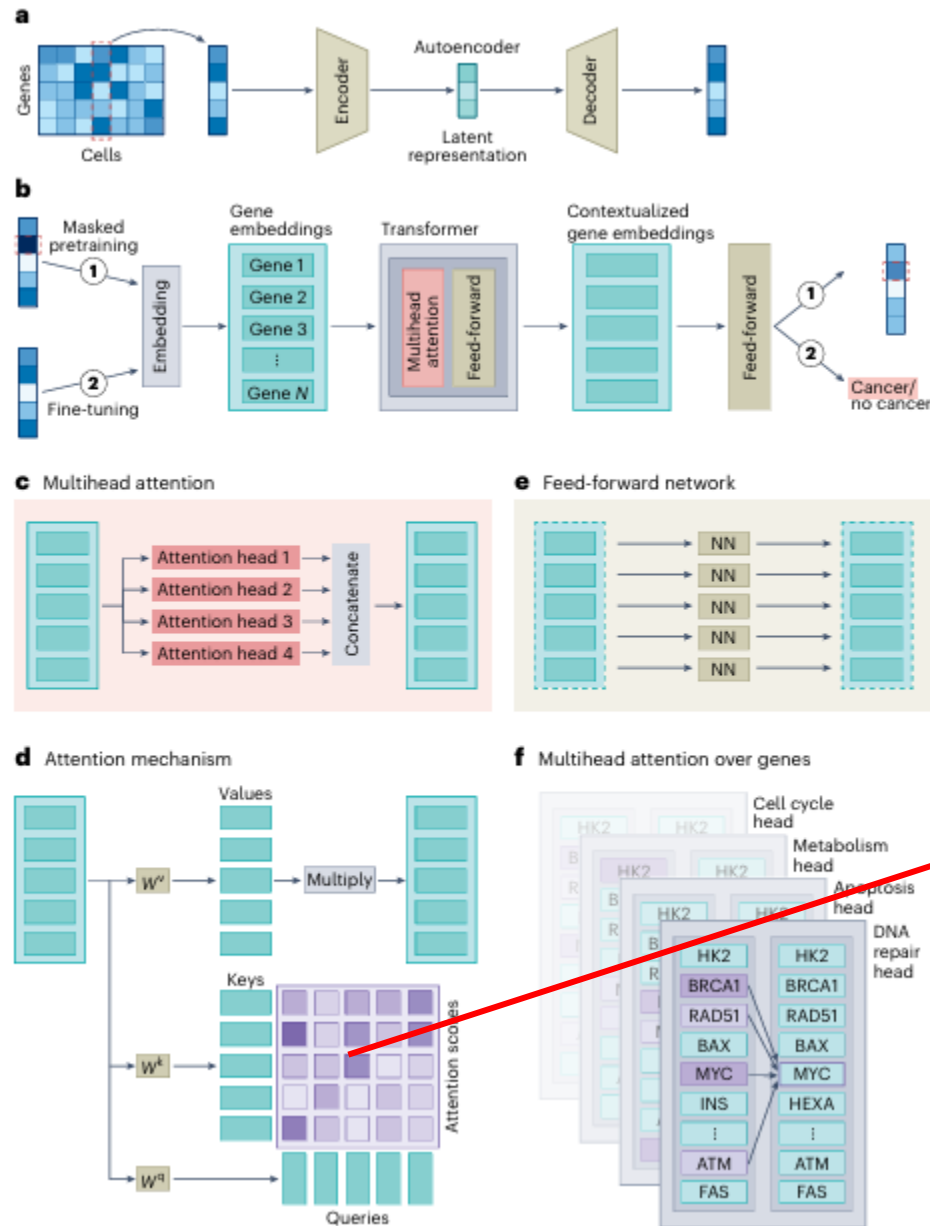 a
Genes
Cells
Encoder
Autoencoder
Latent
representation
Decoder
b
Masked
pretraining
1
2
Fine-tuning
Embedding
Gene
embeddings
Gene 1
Gene 2
Gene 3
⋮
Gene N
Transformer
Multihead
attention
Feed-forward
Contextualized
gene embeddings
Feed-forward
1
2
Cancer/
no cancer
c Multihead attention
Attention head 1
Attention head 2
Attention head 3
Attention head 4
Concatenate
e Feed-forward network
NN
NN
NN
NN
NN
d Attention mechanism
Values
Wv
Multiply
Keys
Wk
Attention scores
Wq
Queries
f Multihead attention over genes
Cell cycle
head
HK2
HK2
Metabolism
head
HK2
HK2
Apoptosis
head
HK2
HK2
DNA
repair
head
HK2
HK2
BRCA1
BRCA1
RAD51
RAD51
BAX
BAX
MYC
MYC
INS
HEXA
⋮
⋮
ATM
ATM
FAS
FAS